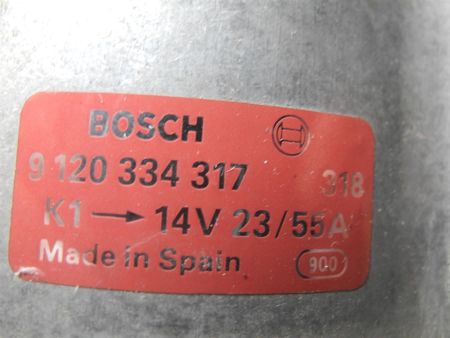 BOSCH
9 120 334 317 318
K1 → 14V 23/55A
Made in Spain 900